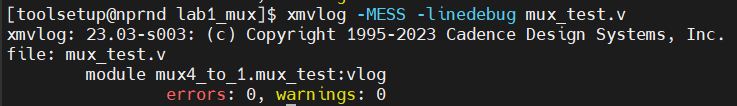 [toolsetup@nprnd lab1_mux]$ xmvlog -MESS -linedebug mux_test.v
xmvlog: 23.03-s003: (c) Copyright 1995-2023 Cadence Design Systems, Inc.
file: mux_test.v
module mux4_to_1.mux_test:vlog
errors: 0, warnings: 0